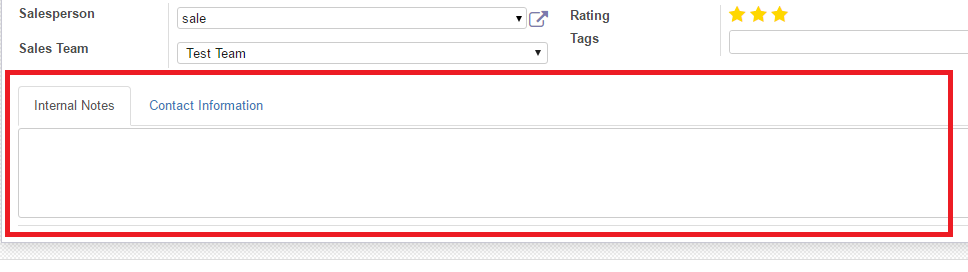 Salesperson
sale
Rating
Tags
Sales Team
Test Team
Internal Notes
Contact Information